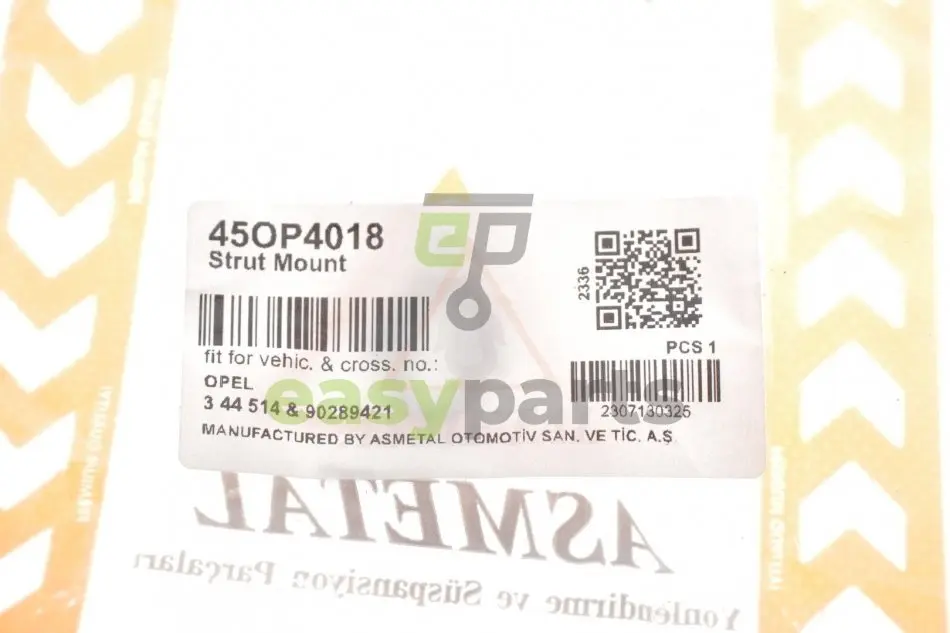 45OP4018
Strut Mount
2336
PCS 1
fit for vehic. & cross. no.:
OPEL
3 44 514 & 90289421
2307130325
MANUFACTURED BY ASMETAL OTOMOTİV SAN. VE TİC. A.Ş
ep
easyparts
ASMETAL
Yönlendirme ve Süspansiyon Parçaları